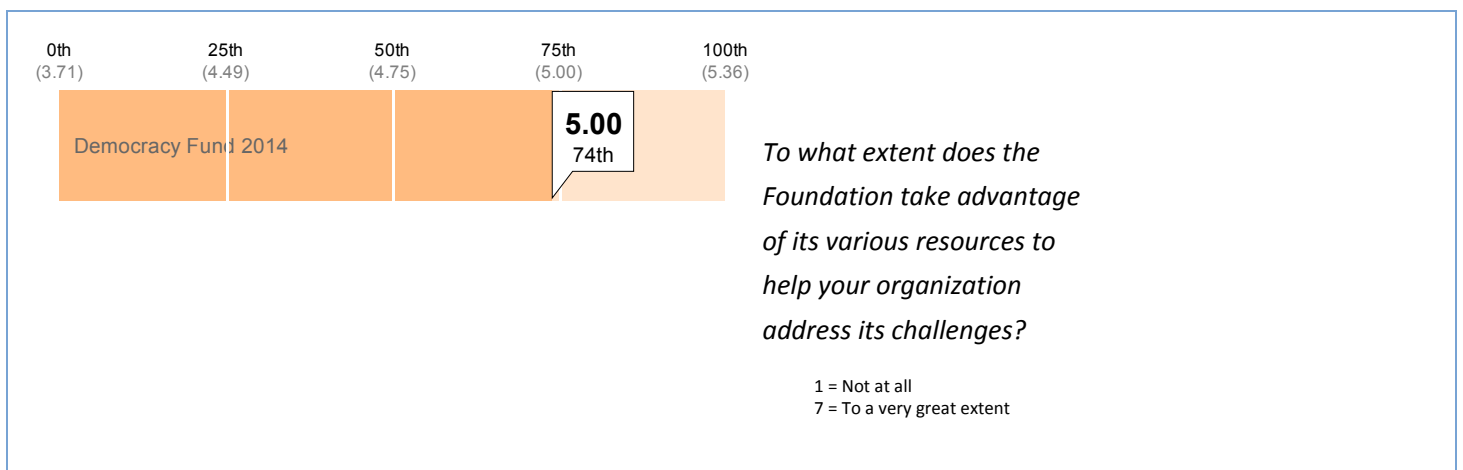 0th 25th 50th 75th 100th
(3.71) (4.49) (4.75) (5.00) (5.36)
Democracy Fund 2014
5.00
74th
To what extent does the
Foundation take advantage
of its various resources to
help your organization
address its challenges?
1 = Not at all
7 = To a very great extent